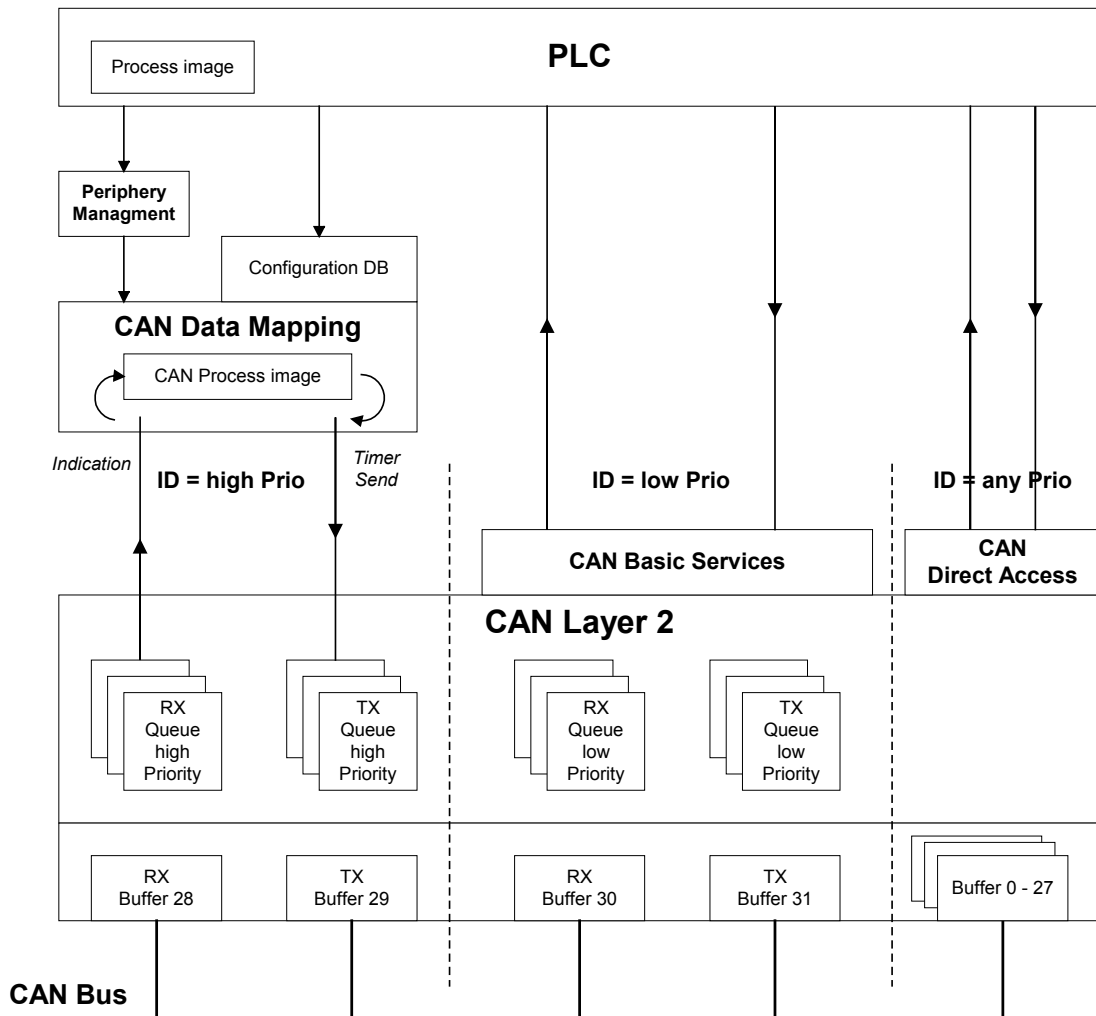 PLC
Process image
Periphery
Managment
Configuration DB
CAN Data Mapping
CAN Process image
Indication
ID = high Prio
Timer
Send
ID = low Prio
ID = any Prio
CAN Basic Services
CAN
Direct Access
CAN Layer 2
RX
Queue
high
Priority
TX
Queue
high
Priority
RX
Queue
low
Priority
TX
Queue
low
Priority
RX
Buffer 28
TX
Buffer 29
RX
Buffer 30
TX
Buffer 31
Buffer 0 - 27
CAN Bus